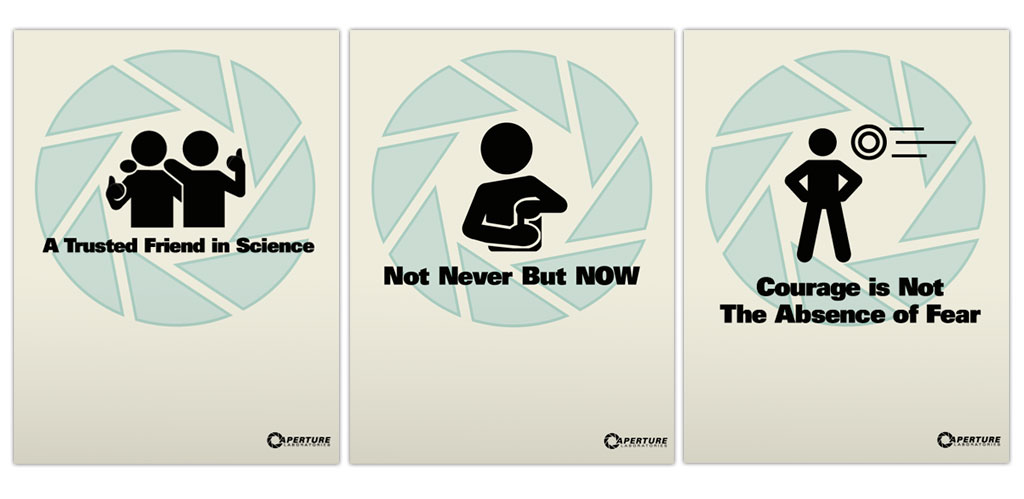 A Trusted Friend in Science
APERTURE
LABORATORIES
Not Never But NOW
APERTURE
LABORATORIES
Courage is Not
The Absence of Fear
APERTURE
LABORATORIES